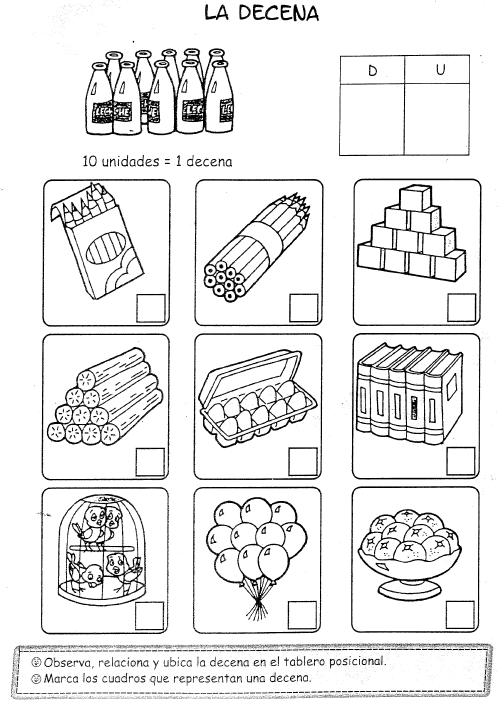 LA DECENA
D U
10 unidades = 1 decena
Observa, relaciona y ubica la decena en el tablero posicional.
Marca los cuadros que representan una decena.